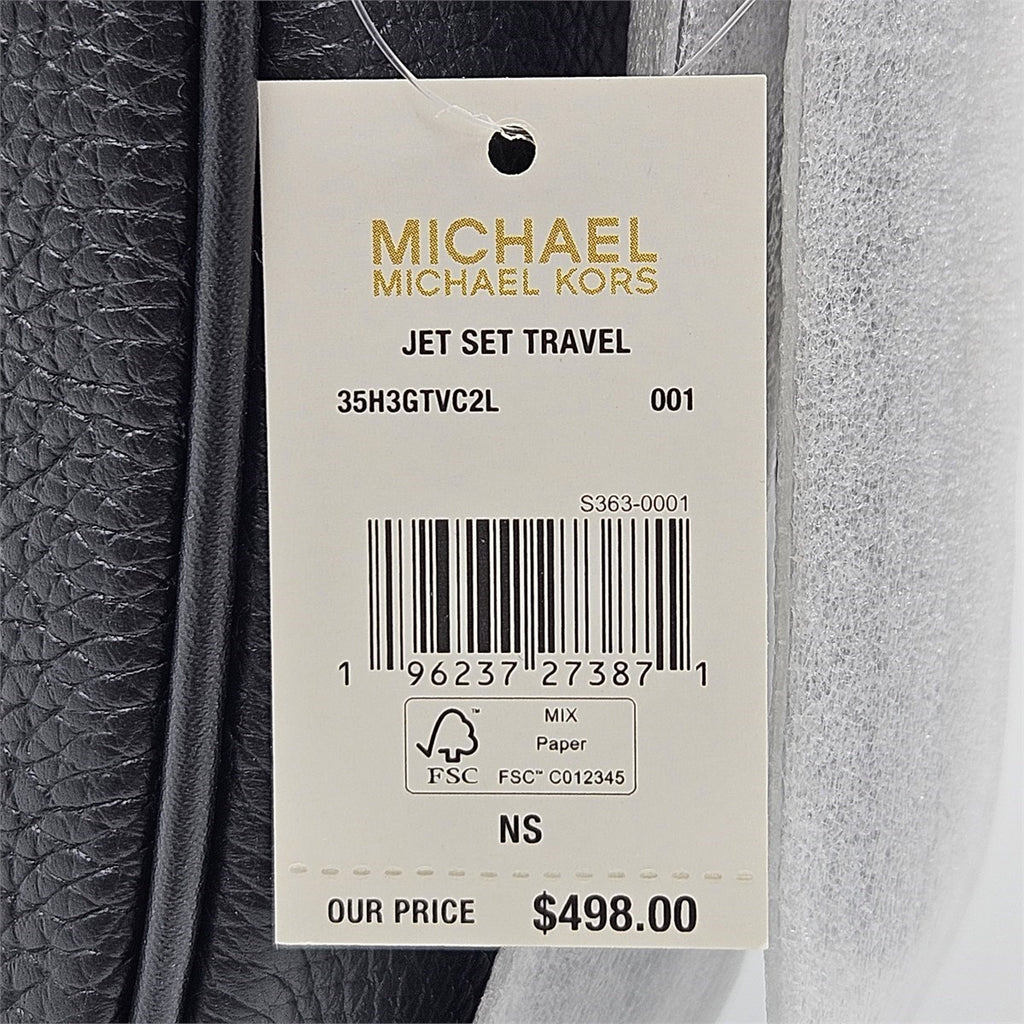 MICHAEL
MICHAEL KORS
JET SET TRAVEL
35H3GTVC2L 001
S363-0001
1 96237 27387 1
MIX
Paper
FSC™ C012345
™
FSC
NS
OUR PRICE $498.00